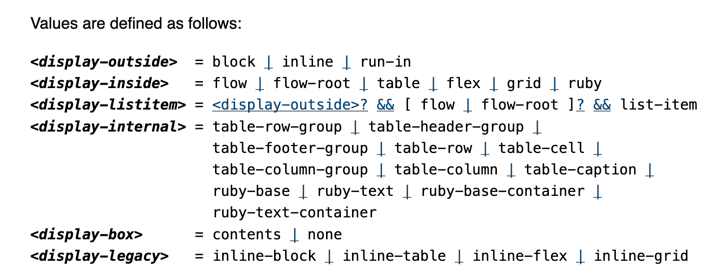 Values are defined as follows:
<display-outside> = block | inline | run-in
<display-inside> = flow | flow-root | table | flex | grid | ruby
<display-listitem> = <display-outside>? && [ flow | flow-root ]? && list-item
<display-internal> = table-row-group | table-header-group |
table-footer-group | table-row | table-cell |
table-column-group | table-column | table-caption |
ruby-base | ruby-text | ruby-base-container |
ruby-text-container
<display-box> = contents | none
<display-legacy> = inline-block | inline-table | inline-flex | inline-grid